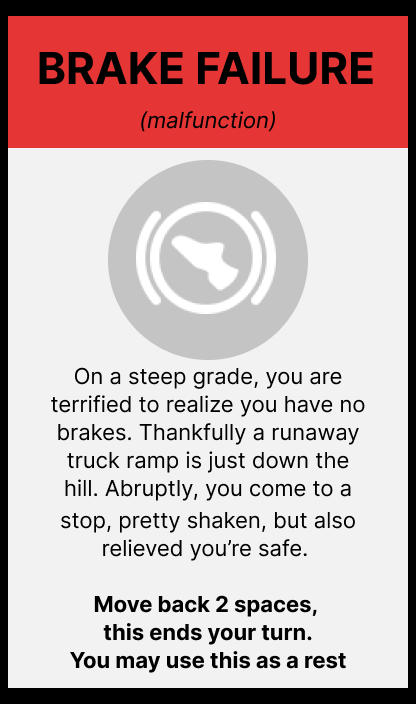 BRAKE FAILURE
(malfunction)
On a steep grade, you are
terrified to realize you have no
brakes. Thankfully a runaway
truck ramp is just down the
hill. Abruptly, you come to a
stop, pretty shaken, but also
relieved you’re safe.
Move back 2 spaces,
this ends your turn.
You may use this as a rest